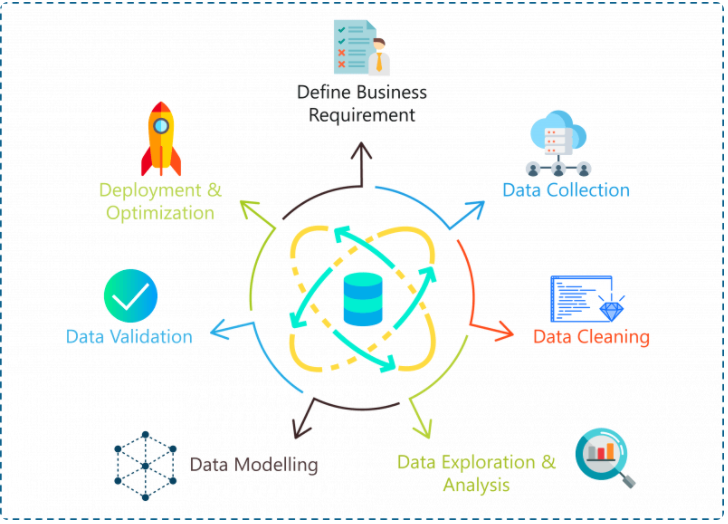 Define Business
Requirement
Data Collection
Data Cleaning
Data Exploration &
Analysis
Data Modelling
Data Validation
Deployment &
Optimization